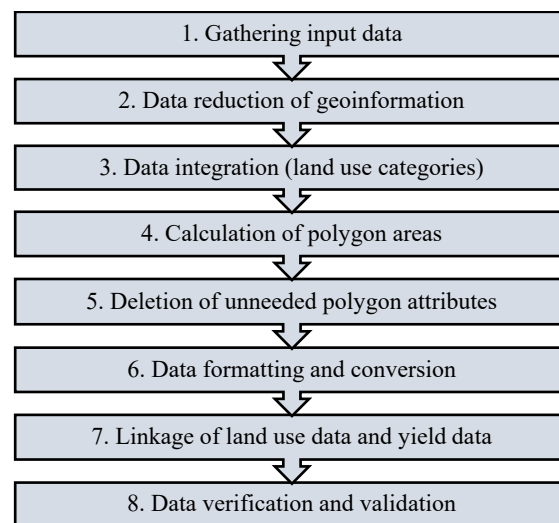 1. Gathering input data
2. Data reduction of geoinformation
3. Data integration (land use categories)
4. Calculation of polygon areas
5. Deletion of unneeded polygon attributes
6. Data formatting and conversion
7. Linkage of land use data and yield data
8. Data verification and validation